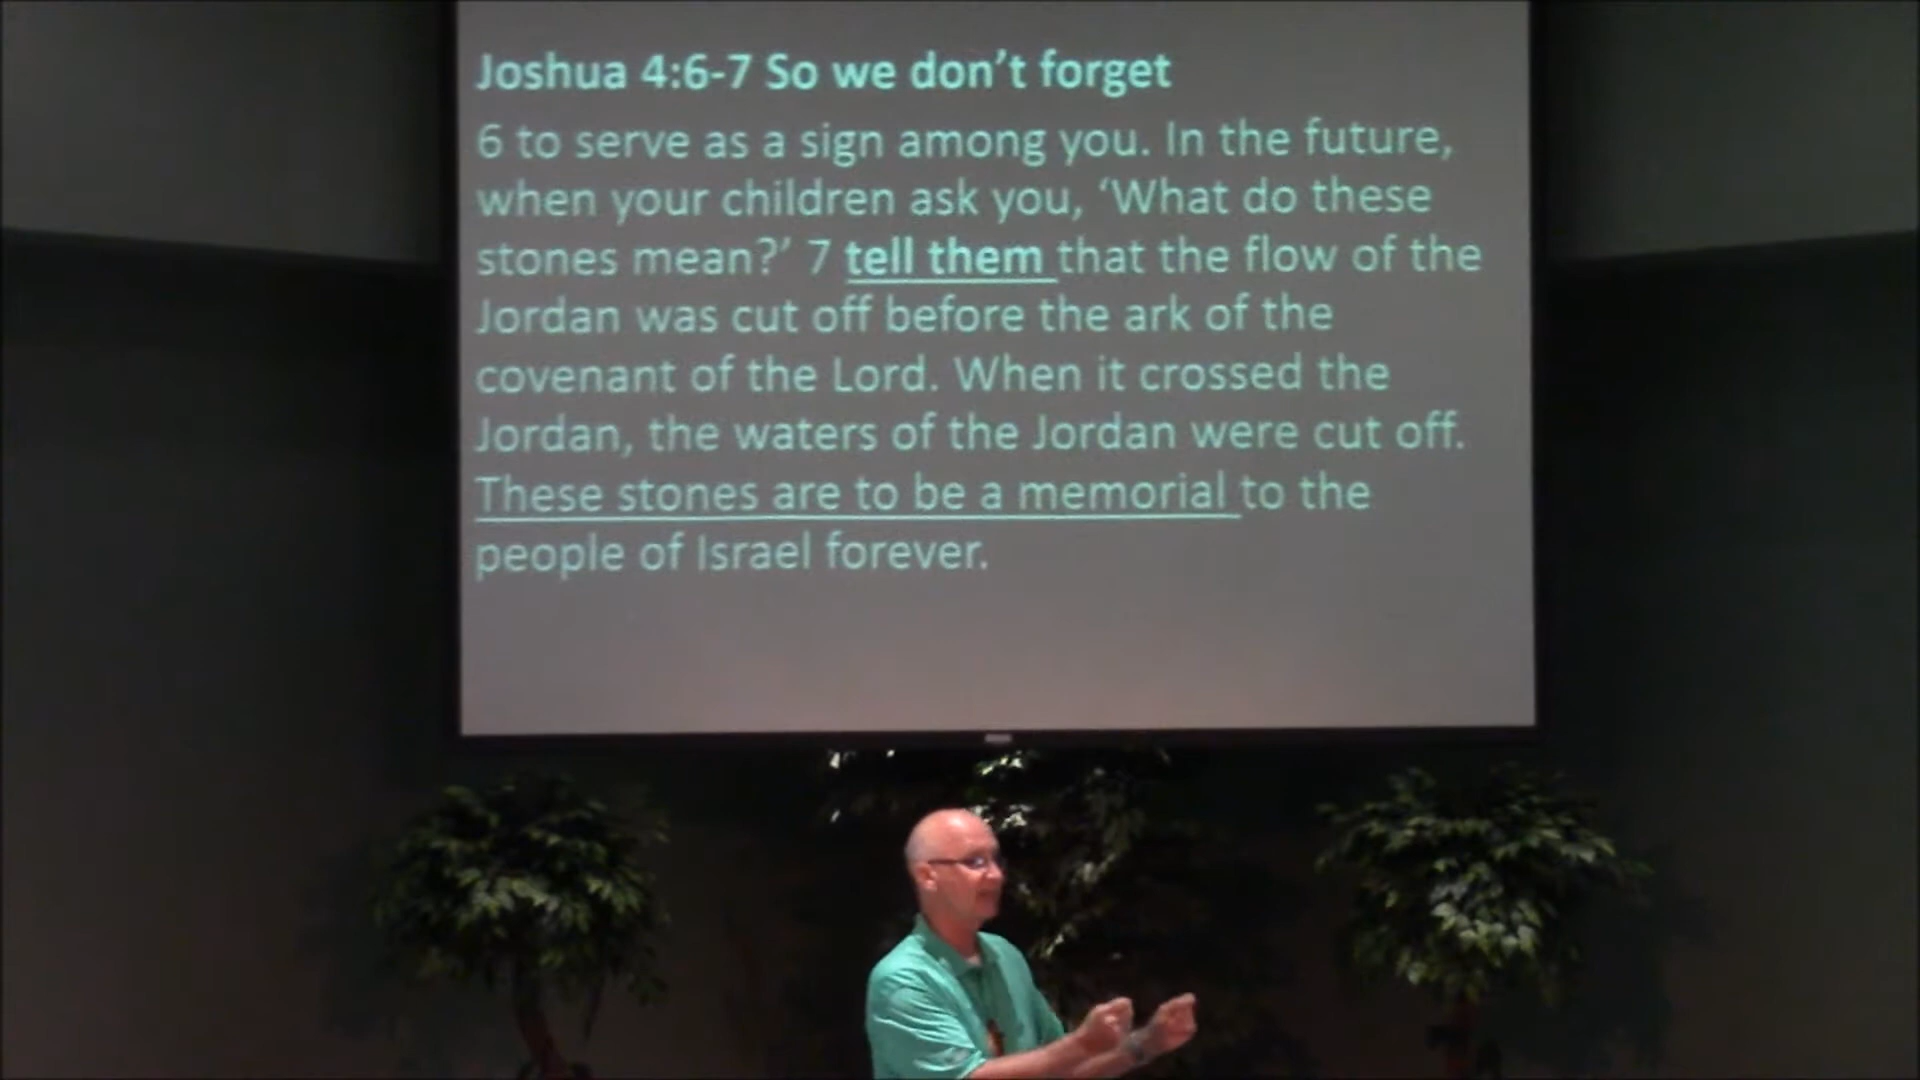 Joshua 4:6-7 So we don’t forget
6 to serve as a sign among you. In the future,
when your children ask you, ‘What do these
stones mean?’ 7 tell them that the flow of the
Jordan was cut off before the ark of the
covenant of the Lord. When it crossed the
Jordan, the waters of the Jordan were cut off.
These stones are to be a memorial to the
people of Israel forever.